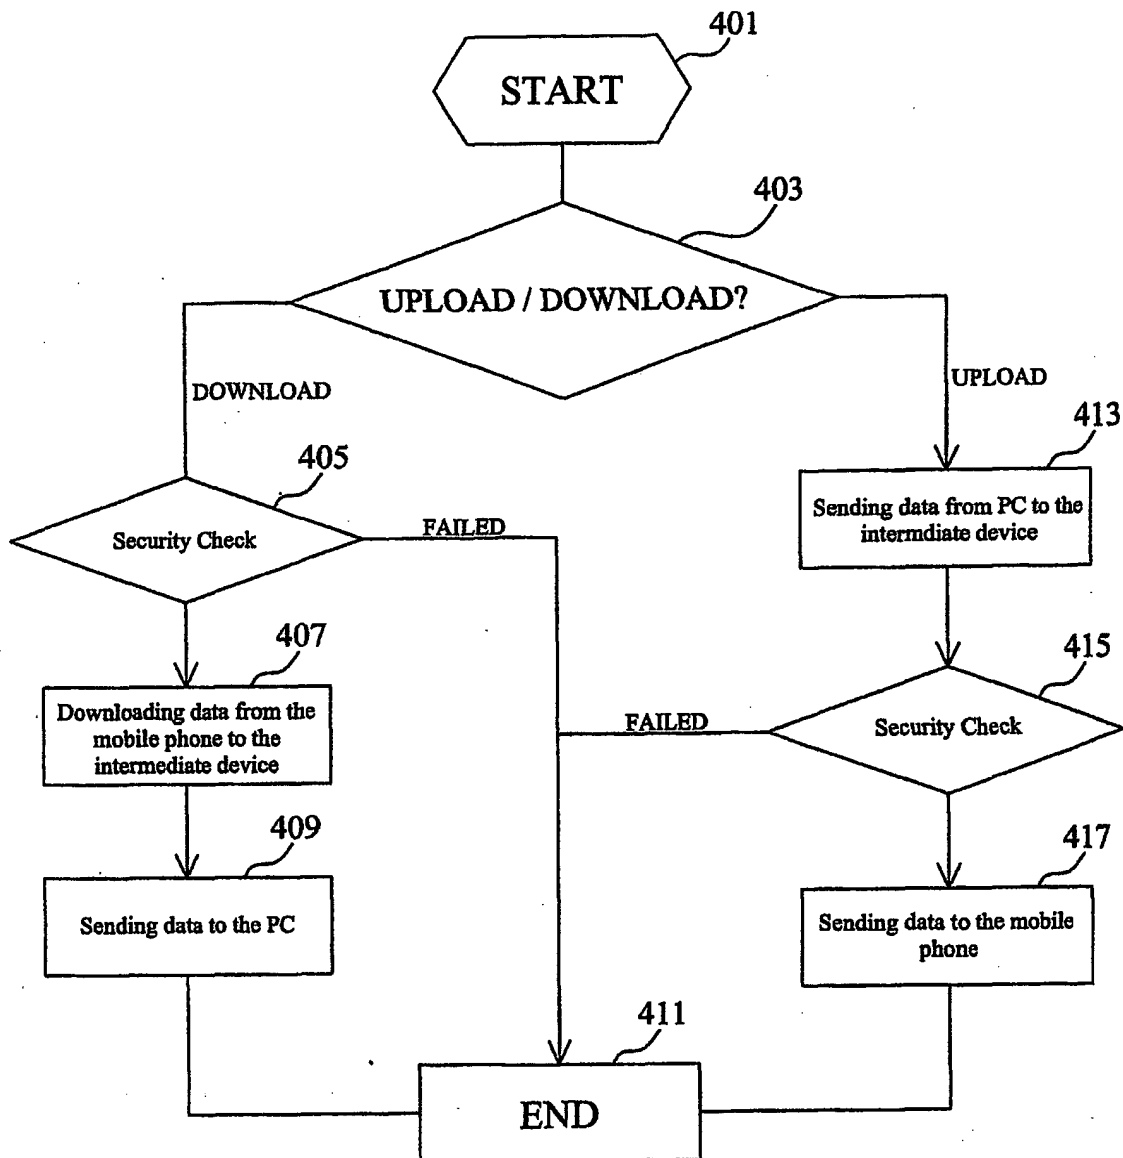 401
START
403
UPLOAD / DOWNLOAD?
DOWNLOAD
UPLOAD
413
405
Sending data from PC to the
intermdiate device
Security Check
FAILED
407
415
Downloading data from the
mobile phone to the
intermediate device
FAILED
Security Check
409
417
Sending data to the PC
Sending data to the mobile
phone
411
END